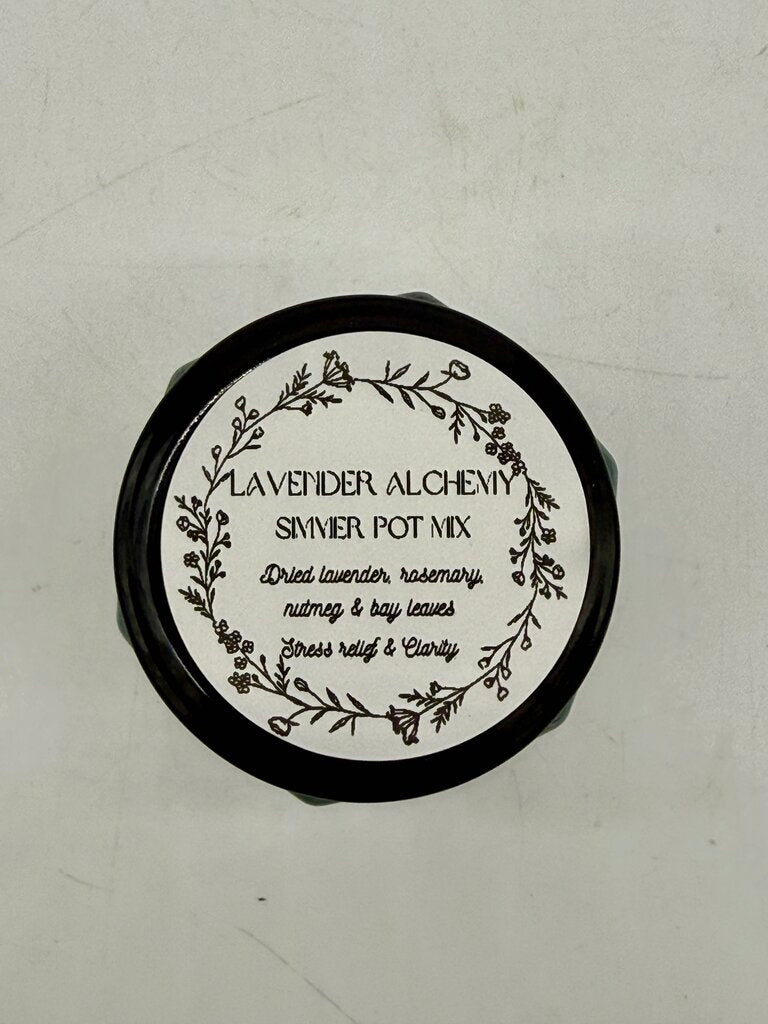 LAVENDER ALCHEMY
SIMMER POT MIX
Dried lavender, rosemary,
nutmeg & bay leaves
Stress relief & Clarity